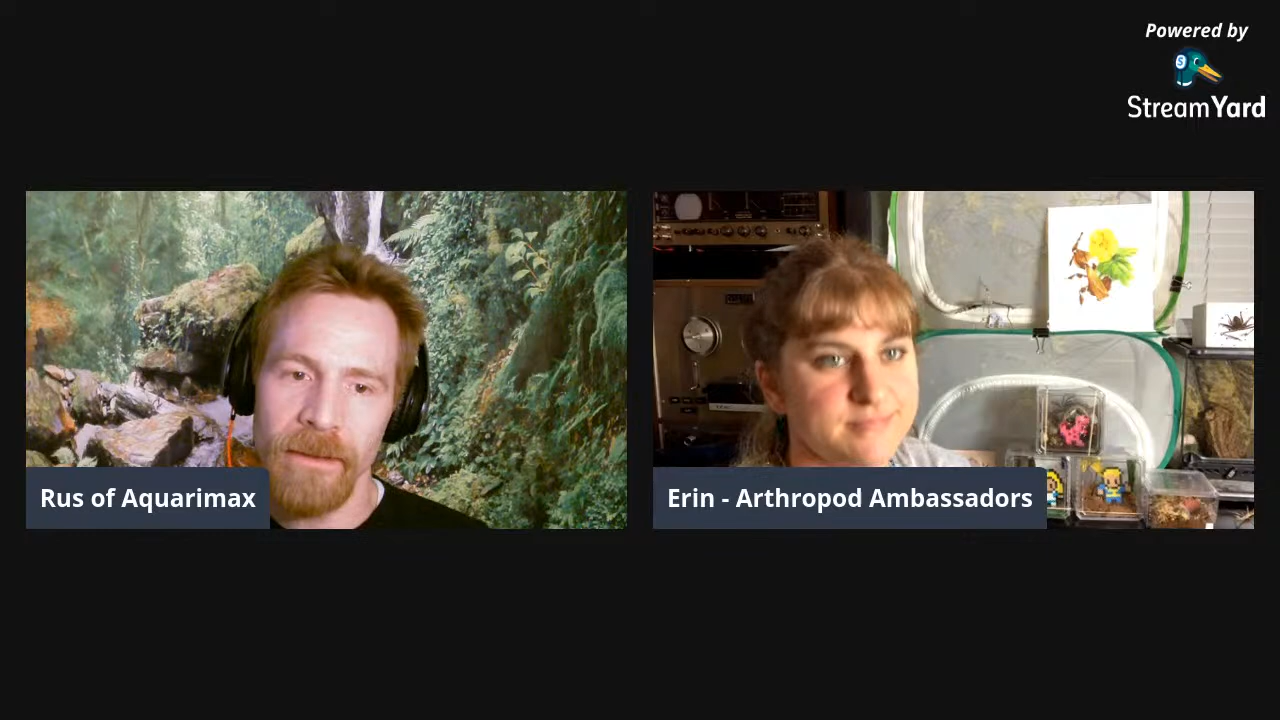 Powered by
StreamYard
Rus of Aquarimax
Erin - Arthropod Ambassadors